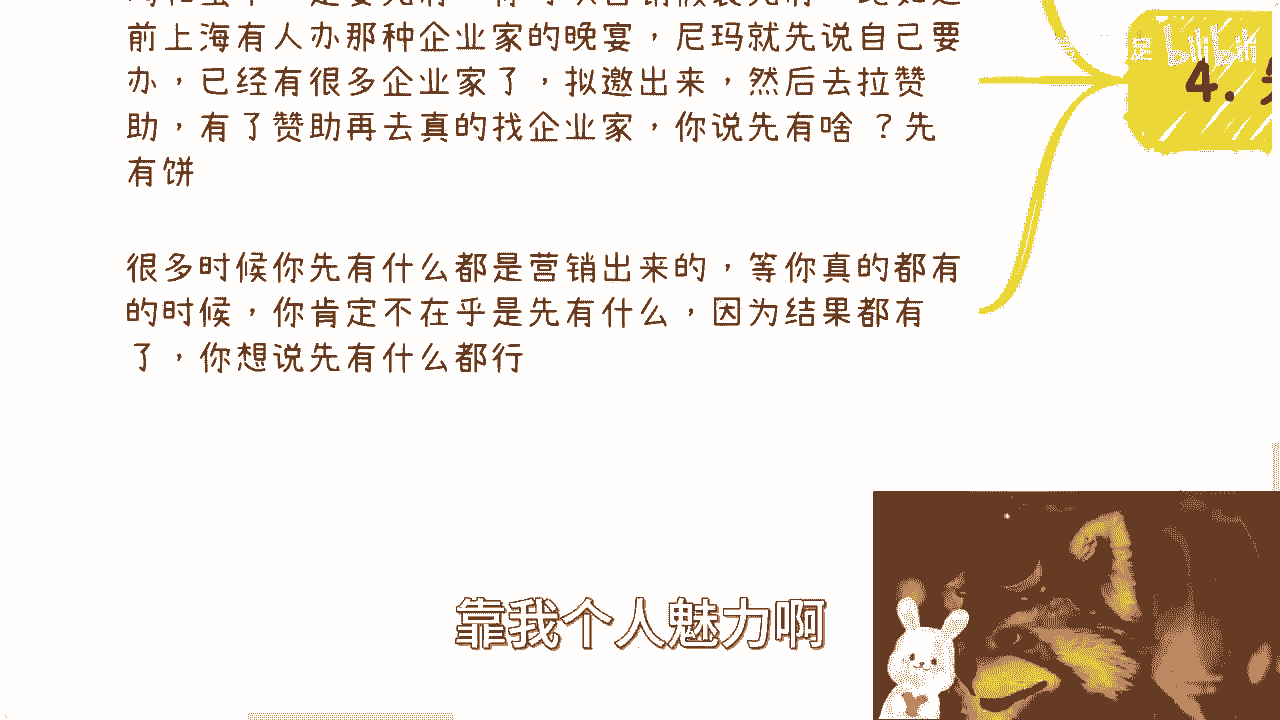 前上海有人办那种企业家的晚宴，尼玛就先说自己要
办，已经有很多企业家了，拟邀出来，然后去拉赞
助，有了赞助再去真的找企业家，你说先有啥 ？先
有饼
很多时候你先有什么都是营销出来的，等你真的都有
的时候，你肯定不在乎是先有什么，因为结果都有
了，你想说先有什么都行
4.
bilibili
靠我个人魅力啊